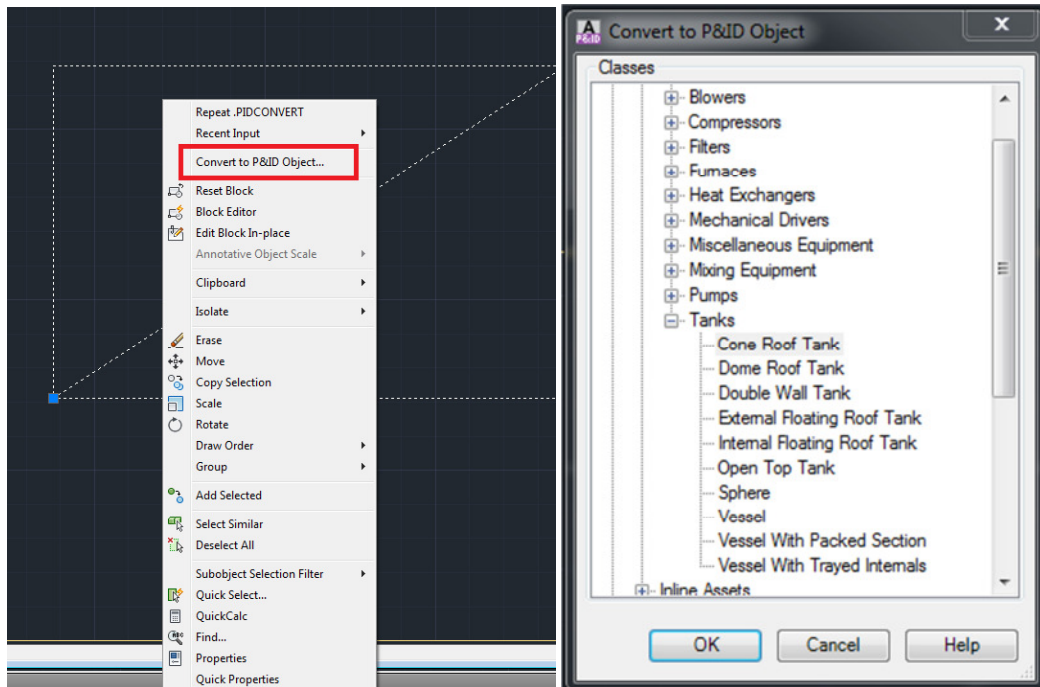 Repeat .PIDCONVERT
Recent Input
Convert to P&ID Object...
Reset Block
Block Editor
Edit Block In-place
Annotative Object Scale
Clipboard
Isolate
Erase
Move
Copy Selection
Scale
Rotate
Draw Order
Group
Add Selected
Select Similar
Deselect All
Subobject Selection Filter
Quick Select...
QuickCalc
Find...
Properties
Quick Properties
A
P&ID
Convert to P&ID Object
Classes
Blowers
Compressors
Filters
Furnaces
Heat Exchangers
Mechanical Drivers
Miscellaneous Equipment
Mixing Equipment
Pumps
Tanks
Cone Roof Tank
Dome Roof Tank
Double Wall Tank
External Floating Roof Tank
Internal Floating Roof Tank
Open Top Tank
Sphere
Vessel
Vessel With Packed Section
Vessel With Trayed Internals
Inline Assets
OK Cancel Help